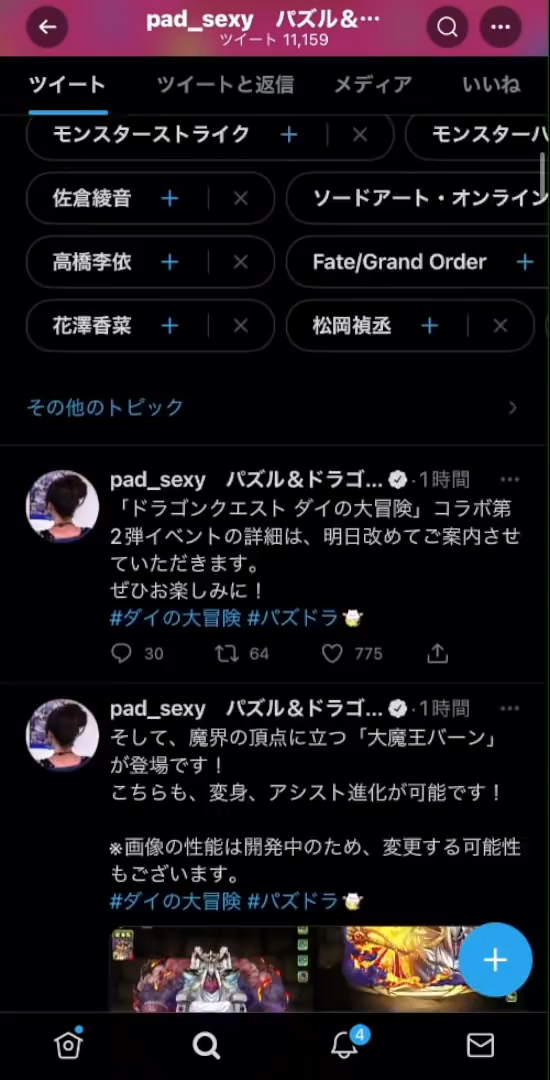 pad_sexy　パズル＆…
ツイート 11,159
ツイート　ツイートと返信　メディア　いいね
モンスターストライク　モンスターハ
佐倉綾音　ソードアート・オンライン
高橋李依　Fate/Grand Order
花澤香菜　松岡禎丞
その他のトピック
pad_sexy　パズル＆ドラゴ... ・1時間
「ドラゴンクエスト ダイの大冒険」コラボ第
2弾イベントの詳細は、明日改めてご案内させ
ていただきます。
ぜひお楽しみに！
#ダイの大冒険 #パズドラ
30　64　775
pad_sexy　パズル＆ドラゴ... ・1時間
そして、魔界の頂点に立つ「大魔王バーン」
が登場です！
こちらも、変身、アシスト進化が可能です！
※画像の性能は開発中のため、変更する可能性
もございます。
#ダイの大冒険 #パズドラ
4